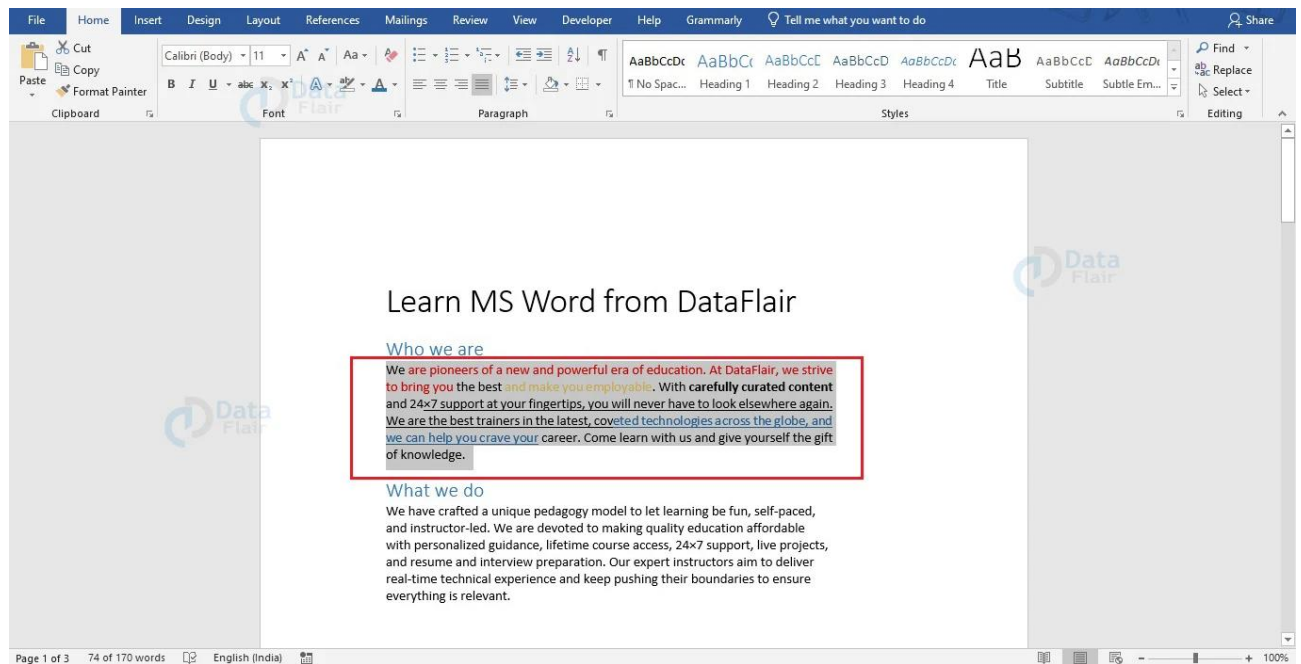 File Home Insert Design Layout References Mailings Review View Developer Help Grammarly Tell me what you want to do Share
Cut
Copy
Format Painter
Paste
Clipboard
Calibri (Body) 11 A A Aa
B I U abc x₂ x² A aby A
Font
Paragraph
AaBbCcDc AaBbC( AaBbCcD AaBbCcD AaBbCcDc AaB AaBbCcD AaBbCcDc
¶ No Spac... Heading 1 Heading 2 Heading 3 Heading 4 Title Subtitle Subtle Em...
Styles
Find
Replace
Select
Editing
Data
Flair
Data
Flair
Learn MS Word from DataFlair
Who we are
We are pioneers of a new and powerful era of education. At DataFlair, we strive
to bring you the best and make you employable. With carefully curated content
and 24×7 support at your fingertips, you will never have to look elsewhere again.
We are the best trainers in the latest, coveted technologies across the globe, and
we can help you crave your career. Come learn with us and give yourself the gift
of knowledge.
Data
Flair
What we do
We have crafted a unique pedagogy model to let learning be fun, self-paced,
and instructor-led. We are devoted to making quality education affordable
with personalized guidance, lifetime course access, 24×7 support, live projects,
and resume and interview preparation. Our expert instructors aim to deliver
real-time technical experience and keep pushing their boundaries to ensure
everything is relevant.
Page 1 of 3 74 of 170 words English (India) 100%